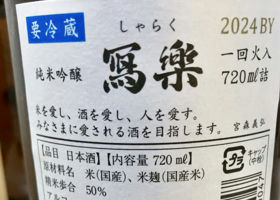 要冷蔵
しゃらく
2024BY
純米吟醸
寫樂
一回火入
720ml詰
米を愛し、酒を愛し、人を愛す。
みなさまに愛される酒を目指します。
宮森義弘
【品目 日本酒】【内容量 720ml】
原材料名 米(国産)、米麹(国産米)
精米歩合 50%
プラ
キャップ
(中栓)